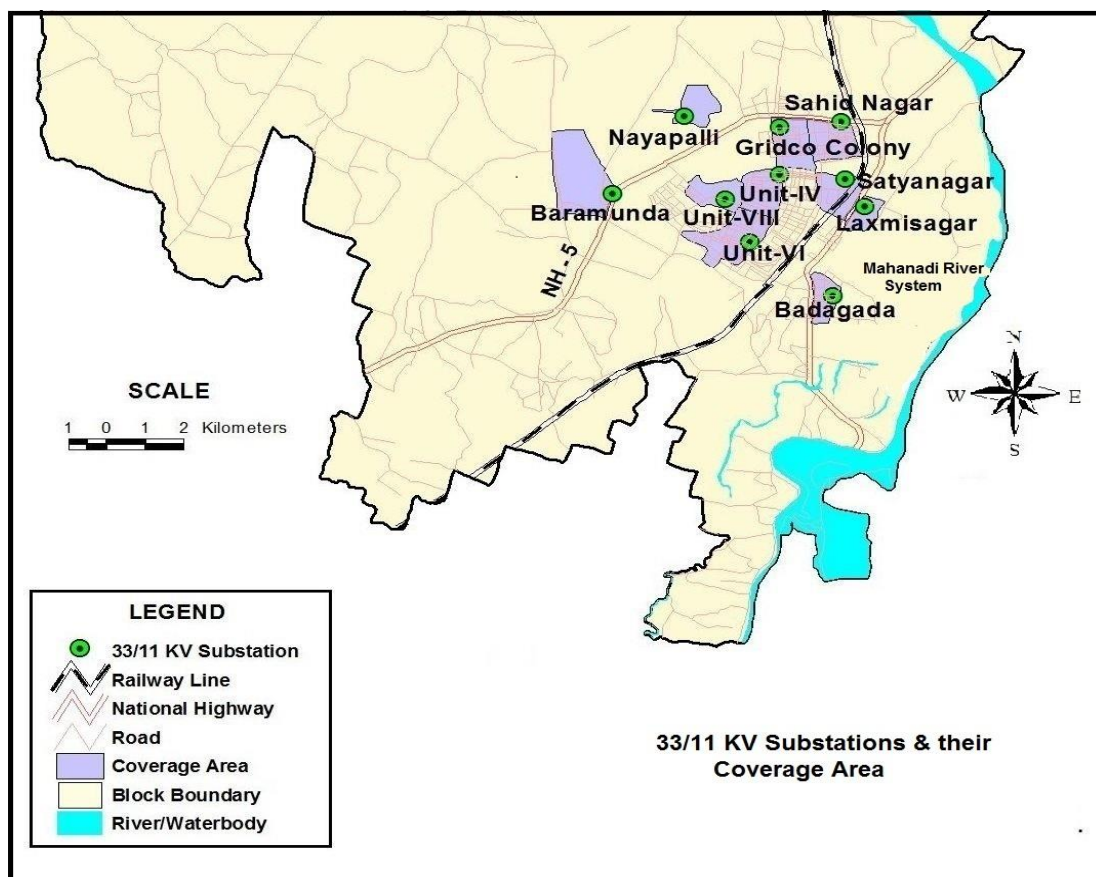 Sahid Nagar
Nayapalli
Gridco Colony
Unit-IV
Satyanagar
Baramunda
Unit-VIII
Laxmisagar
Unit-VI
NH - 5
Mahanadi River
System
Badagada
N
W
E
S
SCALE
1 0 1 2 Kilometers
LEGEND
33/11 KV Substation
Railway Line
National Highway
Road
Coverage Area
Block Boundary
River/Waterbody
33/11 KV Substations & their
Coverage Area